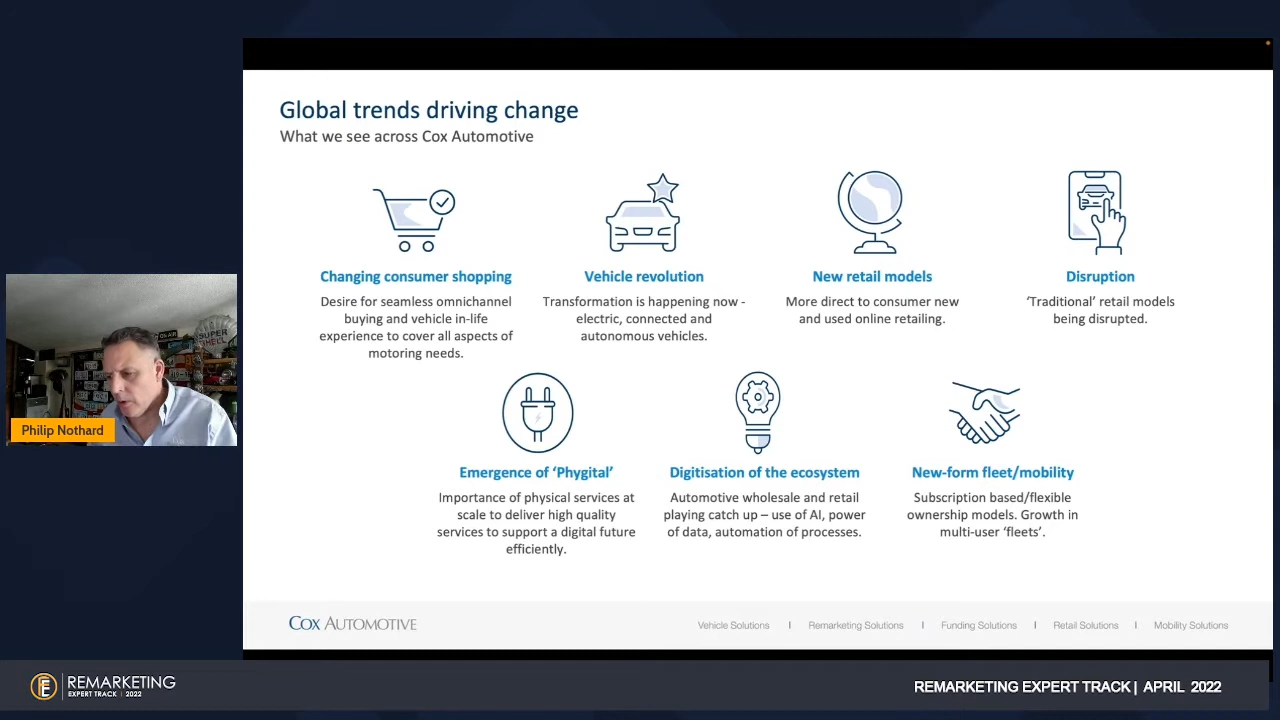 Global trends driving change
What we see across Cox Automotive
Changing consumer shopping
Desire for seamless omnichannel
buying and vehicle in-life
experience to cover all aspects of
motoring needs.
Vehicle revolution
Transformation is happening now -
electric, connected and
autonomous vehicles.
New retail models
More direct to consumer new
and used online retailing.
Disruption
‘Traditional’ retail models
being disrupted.
Emergence of ‘Phygital’
Importance of physical services at
scale to deliver high quality
services to support a digital future
efficiently.
Digitisation of the ecosystem
Automotive wholesale and retail
playing catch up – use of AI, power
of data, automation of processes.
New-form fleet/mobility
Subscription based/flexible
ownership models. Growth in
multi-user ‘fleets’.
ON AIR
SUPER
SHELL
Philip Nothard
COX AUTOMOTIVE
Vehicle Solutions | Remarketing Solutions | Funding Solutions | Retail Solutions | Mobility Solutions
REMARKETING
EXPERT TRACK | 2022
REMARKETING EXPERT TRACK | APRIL 2022